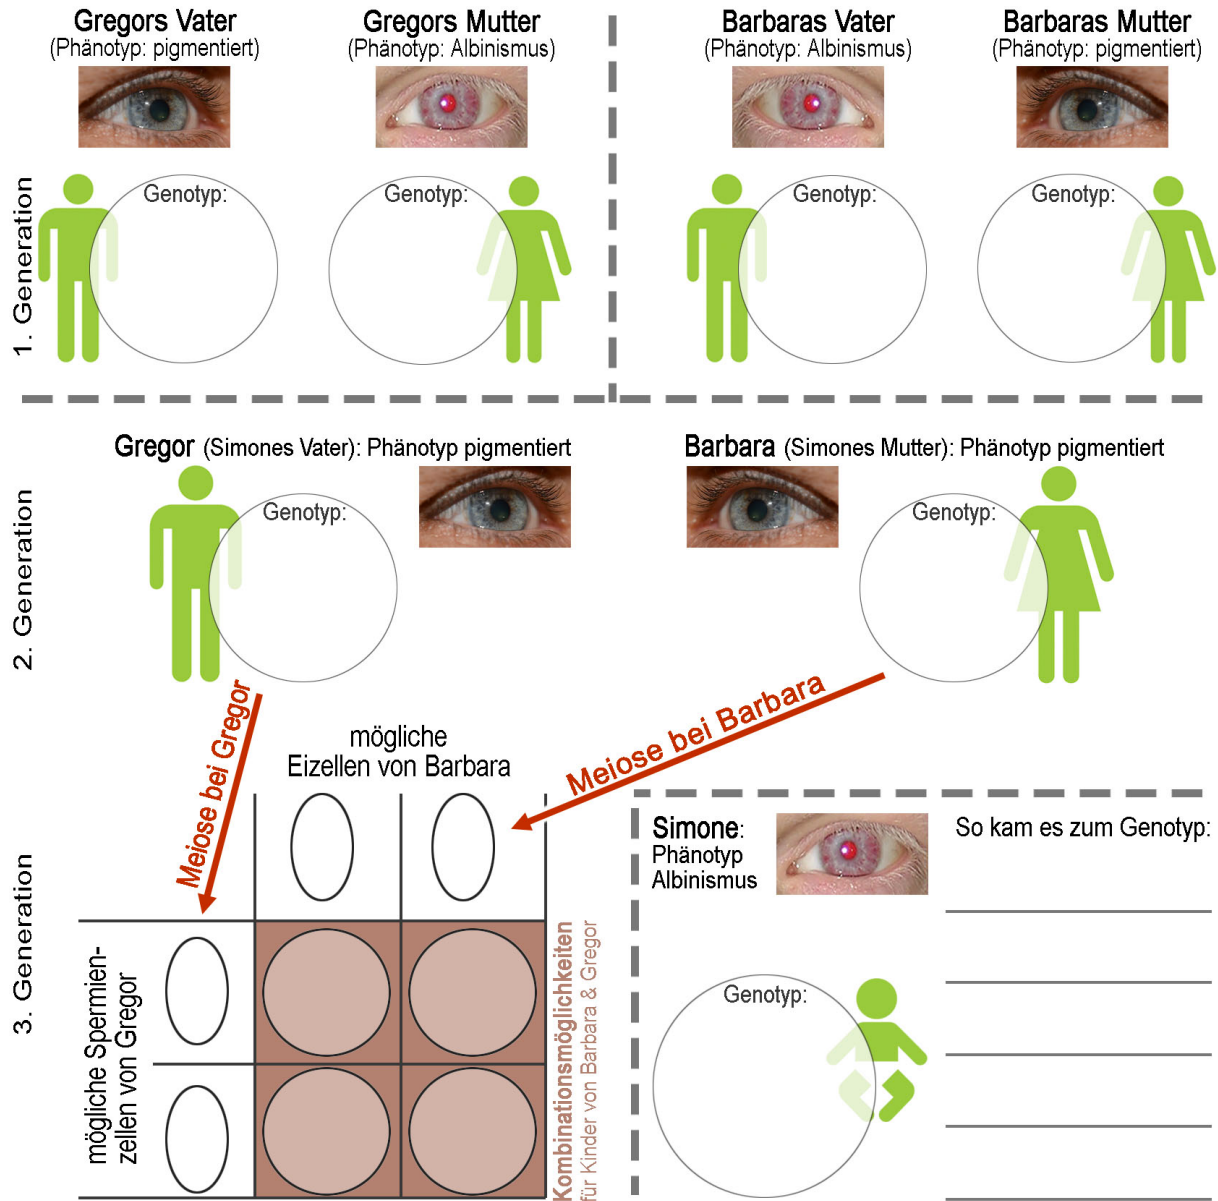 Gregors Vater
(Phänotyp: pigmentiert)
Gregors Mutter
(Phänotyp: Albinismus)
Barbaras Vater
(Phänotyp: Albinismus)
Barbaras Mutter
(Phänotyp: pigmentiert)
1. Generation
Genotyp:
Genotyp:
Genotyp:
Genotyp:
Gregor (Simones Vater): Phänotyp pigmentiert
Barbara (Simones Mutter): Phänotyp pigmentiert
2. Generation
Genotyp:
Genotyp:
Meiose bei Gregor
Meiose bei Barbara
mögliche
Eizellen von Barbara
3. Generation
mögliche Spermien-
zellen von Gregor
Kombinationsmöglichkeiten
für Kinder von Barbara & Gregor
Simone:
Phänotyp
Albinismus
So kam es zum Genotyp:
Genotyp: